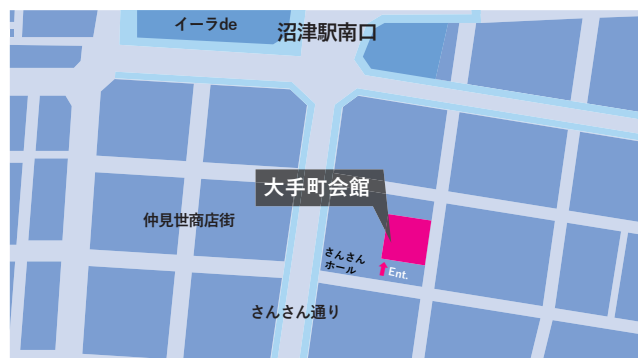 イーラde
沼津駅南口
大手町会館
仲見世商店街
さんさん
ホール
Ent.
さんさん通り